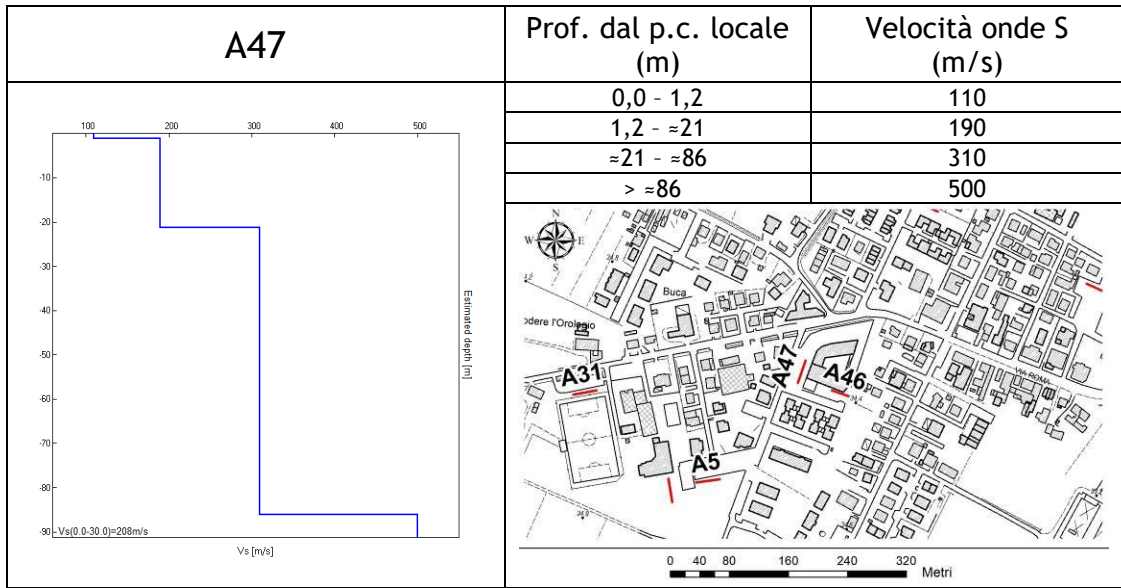 A47
Prof. dal p.c. locale
(m)
Velocità onde S
(m/s)
0,0 – 1,2
110
1,2 – ≈21
190
≈21 – ≈86
310
> ≈86
500
100 200 300 400 500
-10
-20
-30
-40
-50
-60
-70
-80
-90
Estimated depth [m]
Vs(0.0-30.0)=208m/s
Vs [m/s]
N
W E
S
Buca
odere l'Orologio
A31
A47
A46
A5
VIA ROMA
24,9
0 40 80 160 240 320
Metri